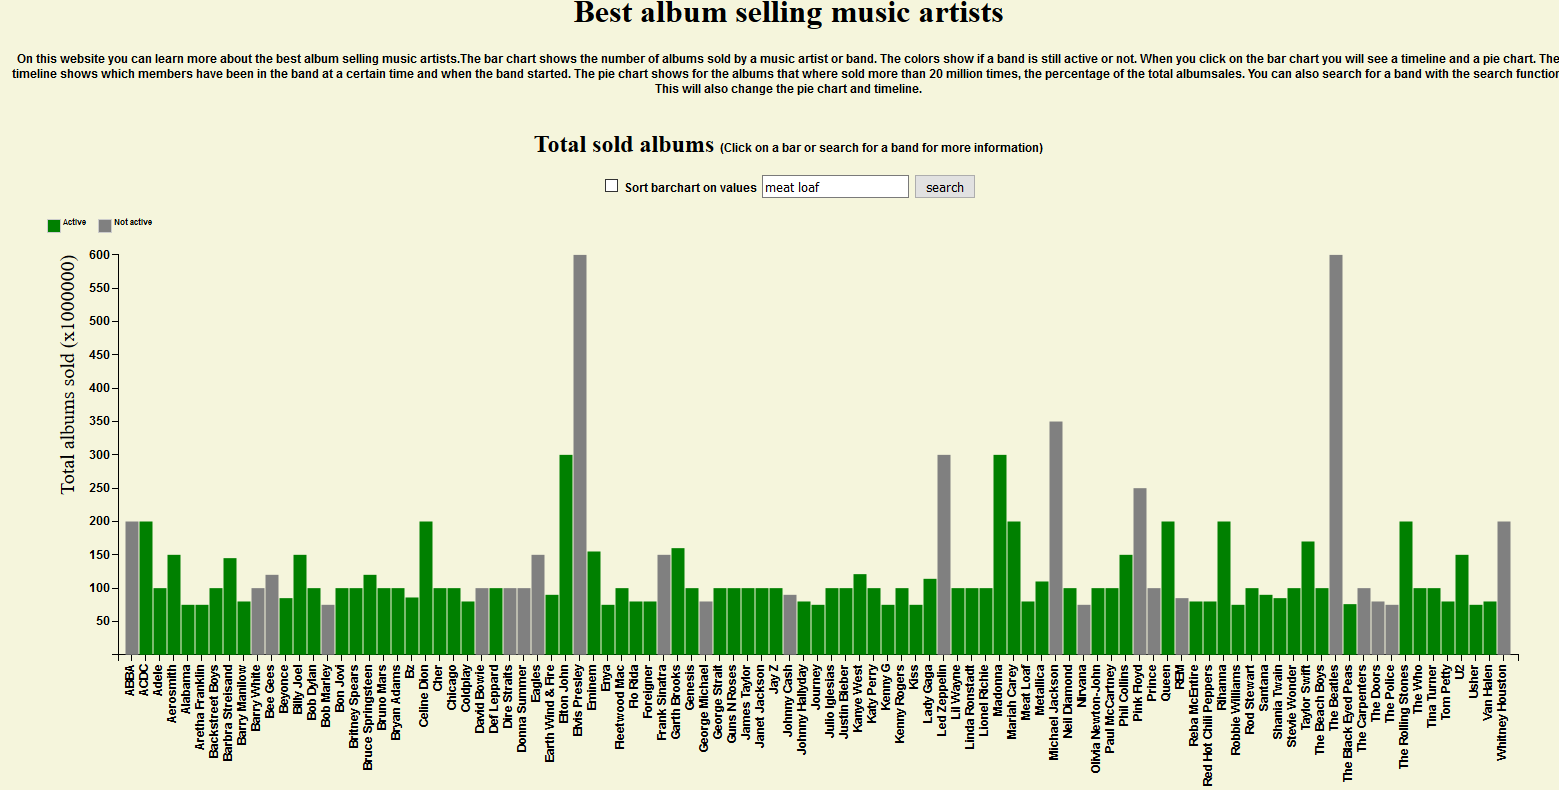 Best album selling music artists
On this website you can learn more about the best album selling music artists.The bar chart shows the number of albums sold by a music artist or band. The colors show if a band is still active or not. When you click on the bar chart you will see a timeline and a pie chart. The
timeline shows which members have been in the band at a certain time and when the band started. The pie chart shows for the albums that where sold more than 20 million times, the percentage of the total albumsales. You can also search for a band with the search function
This will also change the pie chart and timeline.
Total sold albums (Click on a bar or search for a band for more information)
Sort barchart on values meat loaf search
Active Not active
Total albums sold (x1000000)
600
550
500
450
400
350
300
250
200
150
100
50
ABBA
ACDC
Adele
Aerosmith
Alabama
Aretha Franklin
Backstreet Boys
Barbra Streisand
Barry Manillow
Barry White
Bee Gees
Beyonce
Billy Joel
Bob Dylan
Bob Marley
Bon Jovi
Britney Spears
Bruce Springsteen
Bruno Mars
Bryan Adams
Bz
Celine Dion
Cher
Chicago
Coldplay
David Bowie
Def Leppard
Dire Straits
Donna Summer
Eagles
Earth Wind & Fire
Elton John
Elvis Presley
Eminem
Enya
Fleetwood Mac
Flo Rida
Foreigner
Frank Sinatra
Garth Brooks
Genesis
George Michael
George Strait
Guns N Roses
James Taylor
Janet Jackson
Jay Z
Johnny Cash
Johnny Hallyday
Journey
Julio Iglesias
Justin Bieber
Kanye West
Katy Perry
Kenny G
Kenny Rogers
Kiss
Lady Gaga
Led Zeppelin
Lil Wayne
Linda Ronstadt
Lionel Richie
Madonna
Mariah Carey
Meat Loaf
Metallica
Michael Jackson
Neil Diamond
Nirvana
Olivia Newton-John
Paul McCartney
Phil Collins
Pink Floyd
Prince
Queen
REM
Reba McEntire
Red Hot Chili Peppers
Rihanna
Robbie Williams
Rod Stewart
Santana
Shania Twain
Stevie Wonder
Taylor Swift
The Beach Boys
The Beatles
The Black Eyed Peas
The Carpenters
The Doors
The Police
The Rolling Stones
The Who
Tina Turner
Tom Petty
U2
Usher
Van Halen
Whitney Houston